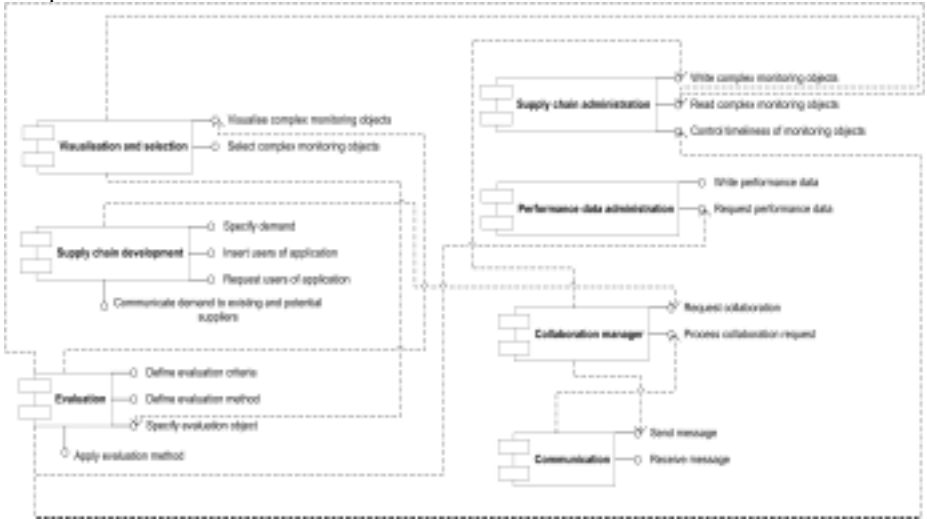 Write complex monitoring objects
Supply chain administration
Read complex monitoring objects
Control timeliness of monitoring objects
Visualise complex monitoring objects
Visualisation and selection
Select complex monitoring objects
Write performance data
Performance data administration
Request performance data
Specify demand
Supply chain development
Insert users of application
Request users of application
Communicate demand to existing and potential
suppliers
Request collaboration
Collaboration manager
Process collaboration request
Define evaluation criteria
Evaluation
Define evaluation method
Specify evaluation object
Apply evaluation method
Send message
Communication
Receive message